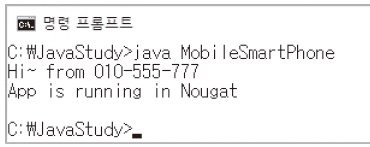 명령 프롬프트
C:₩JavaStudy>java MobileSmartPhone
Hi~ from 010-555-777
App is running in Nougat
C:₩JavaStudy>_